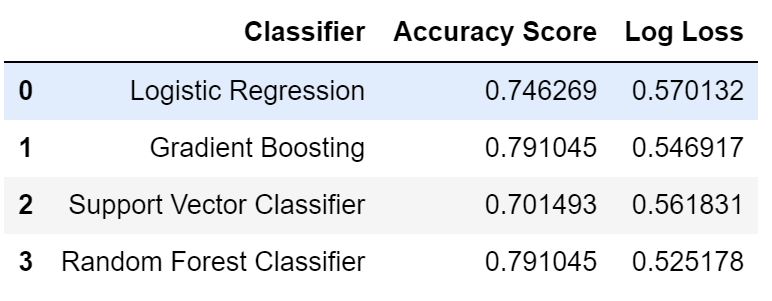 Classifier Accuracy Score Log Loss
0 Logistic Regression 0.746269 0.570132
1 Gradient Boosting 0.791045 0.546917
2 Support Vector Classifier 0.701493 0.561831
3 Random Forest Classifier 0.791045 0.525178